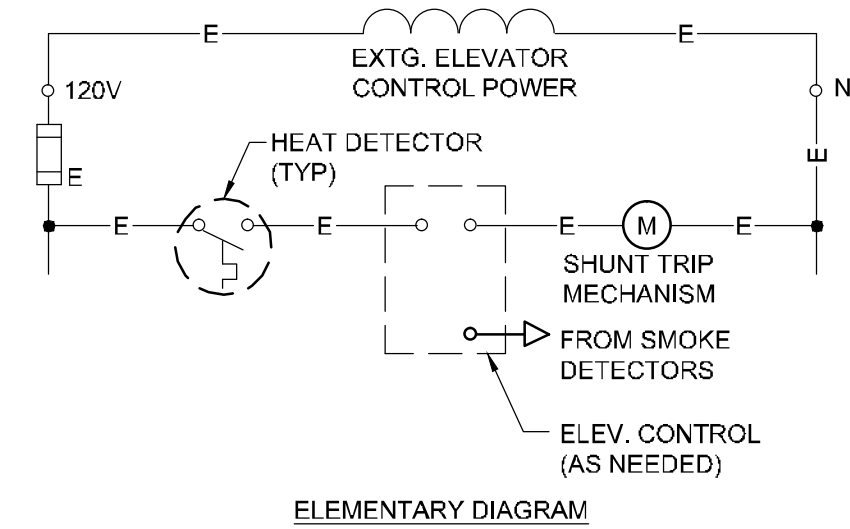 E
E
EXTG. ELEVATOR
CONTROL POWER
120V
N
HEAT DETECTOR
(TYP)
E
E
E
E
E
M
E
SHUNT TRIP
MECHANISM
FROM SMOKE
DETECTORS
ELEV. CONTROL
(AS NEEDED)
ELEMENTARY DIAGRAM